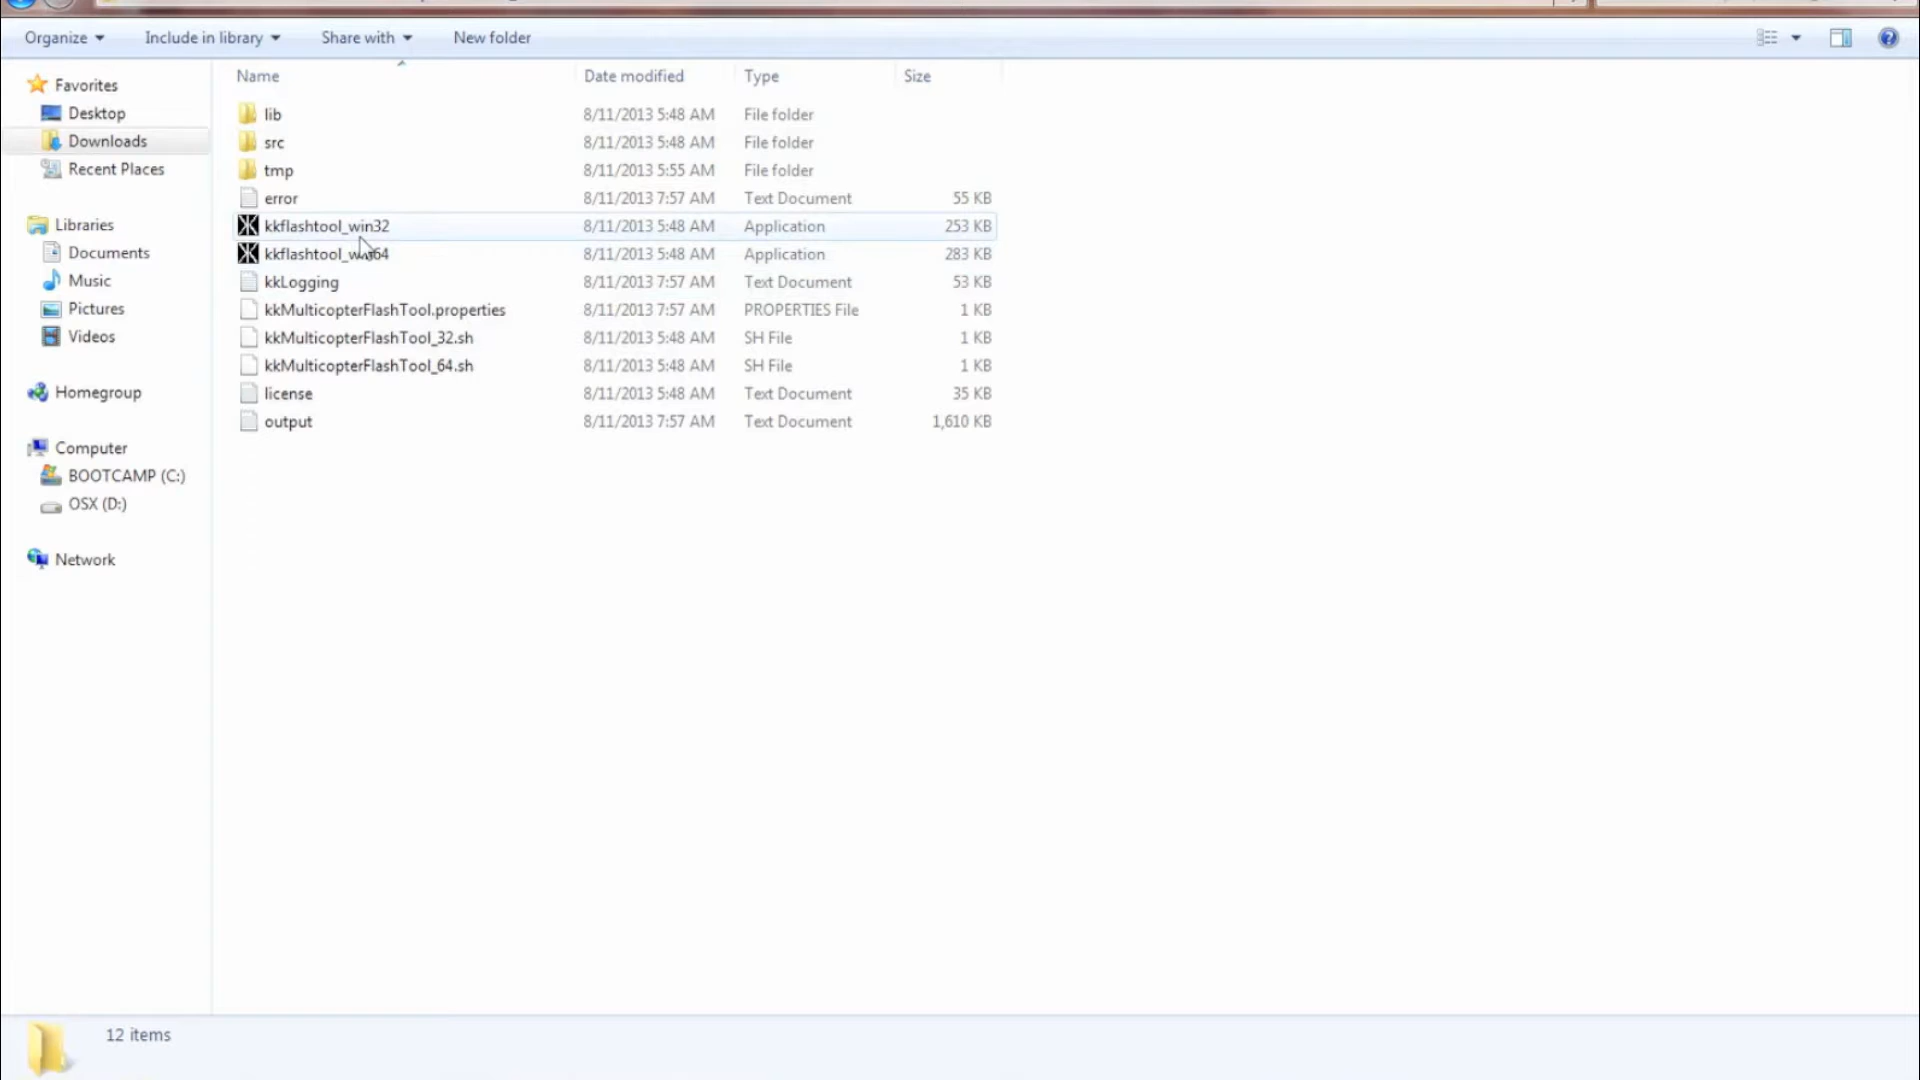 Organize Include in library Share with New folder
Name Date modified Type Size
Favorites
Desktop
Downloads
Recent Places
Libraries
Documents
Music
Pictures
Videos
Homegroup
Computer
BOOTCAMP (C:)
OSX (D:)
Network
lib 8/11/2013 5:48 AM File folder
src 8/11/2013 5:48 AM File folder
tmp 8/11/2013 5:55 AM File folder
error 8/11/2013 7:57 AM Text Document 55 KB
kkflashtool_win32 8/11/2013 5:48 AM Application 253 KB
kkflashtool_win64 8/11/2013 5:48 AM Application 283 KB
kkLogging 8/11/2013 7:57 AM Text Document 53 KB
kkMulticopterFlashTool.properties 8/11/2013 7:57 AM PROPERTIES File 1 KB
kkMulticopterFlashTool_32.sh 8/11/2013 5:48 AM SH File 1 KB
kkMulticopterFlashTool_64.sh 8/11/2013 5:48 AM SH File 1 KB
license 8/11/2013 5:48 AM Text Document 35 KB
output 8/11/2013 7:57 AM Text Document 1,610 KB
12 items